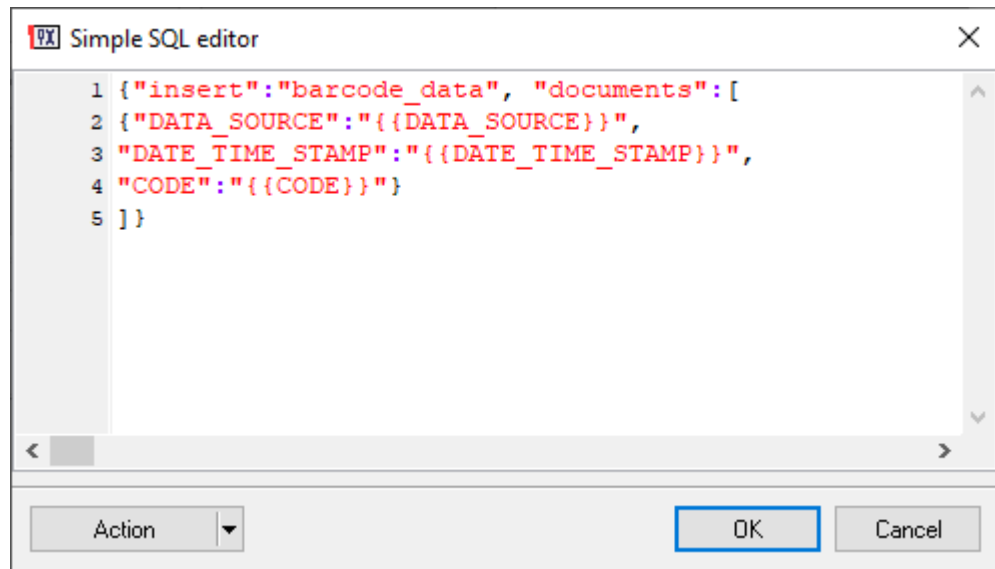 Simple SQL editor
1 {"insert":"barcode_data", "documents":[
2 {"DATA_SOURCE":"{{DATA_SOURCE}}",
3 "DATE_TIME_STAMP":"{{DATE_TIME_STAMP}}",
4 "CODE":"{{CODE}}"}
5 ]}
Action OK Cancel